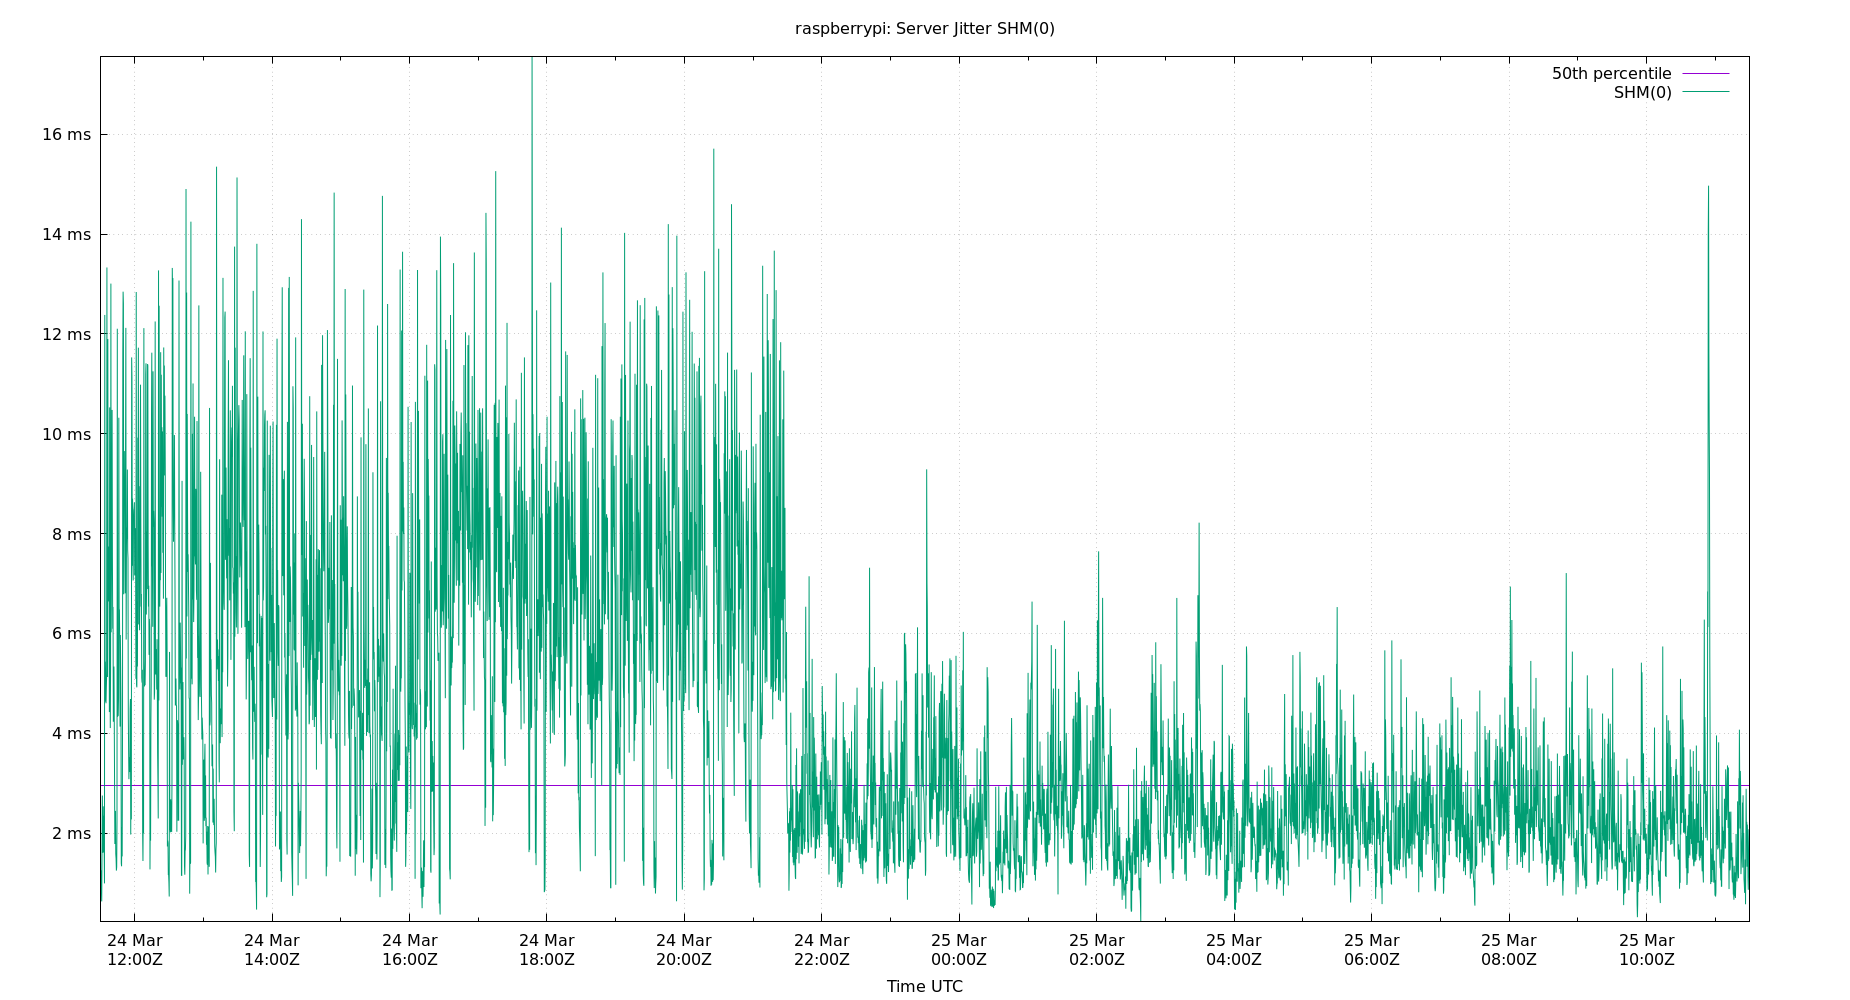 raspberrypi: Server Jitter SHM(0)
50th percentile
SHM(0)
16 ms
14 ms
12 ms
10 ms
8 ms
6 ms
4 ms
2 ms
24 Mar 24 Mar 24 Mar 24 Mar 24 Mar 24 Mar 25 Mar 25 Mar 25 Mar 25 Mar 25 Mar 25 Mar
12:00Z 14:00Z 16:00Z 18:00Z 20:00Z 22:00Z 00:00Z 02:00Z 04:00Z 06:00Z 08:00Z 10:00Z
Time UTC